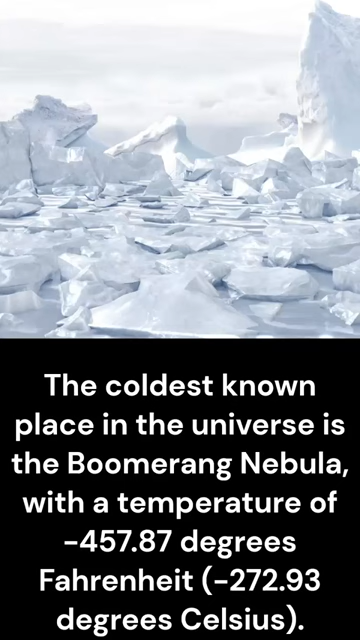 The coldest known
place in the universe is
the Boomerang Nebula,
with a temperature of
-457.87 degrees
Fahrenheit (-272.93
degrees Celsius).